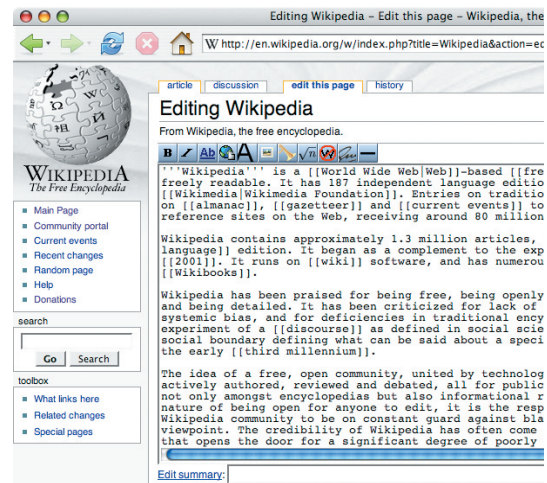 Editing Wikipedia – Edit this page – Wikipedia, the
W http://en.wikipedia.org/w/index.php?title=Wikipedia&action=ed
article discussion edit this page history
Editing Wikipedia
From Wikipedia, the free encyclopedia.
B I Ab A √n W
WIKIPEDIA
The Free Encyclopedia
Main Page
Community portal
Current events
Recent changes
Random page
Help
Donations
search
Go Search
toolbox
What links here
Related changes
Special pages
'''Wikipedia''' is a [[World Wide Web|Web]]-based [[fre
freely readable. It has 187 independent language editio
[[Wikimedia|Wikimedia Foundation]]. Entries on traditio
on [[almanac]], [[gazetteer]] and [[current events]] to
reference sites on the Web, receiving around 80 million
Wikipedia contains approximately 1.3 million articles,
language]] edition. It began as a complement to the exp
[[2001]]. It runs on [[wiki]] software, and has numerou
[[Wikibooks]].
Wikipedia has been praised for being free, being openly
and being detailed. It has been criticized for lack of
systemic bias, and for deficiencies in traditional ency
experiment of a [[discourse]] as defined in social scie
social boundary defining what can be said about a speci
the early [[third millennium]].
The idea of a free, open community, united by technolog
actively authored, reviewed and debated, all for public
not only amongst encyclopedias but also informational r
nature of being open for anyone to edit, it is the resp
Wikipedia community to be on constant guard against bla
viewpoint. The credibility of Wikipedia has often come
that opens the door for a significant degree of poorly
Edit summary: